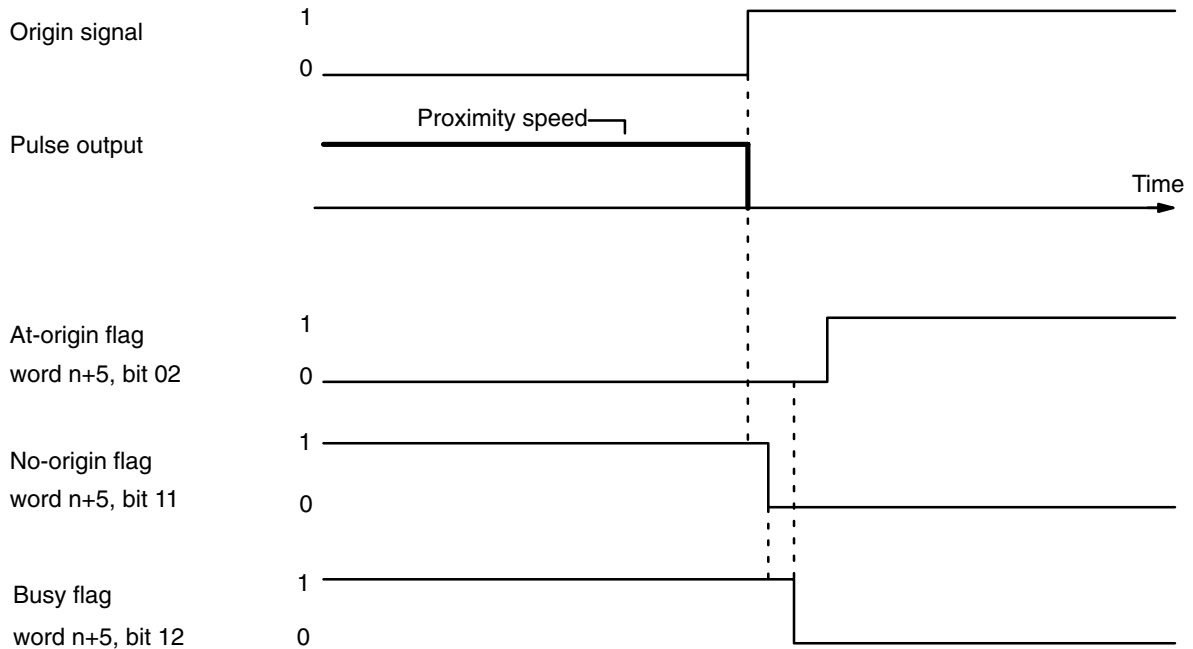 1
Origin signal
0
Proximity speed
Pulse output
Time
1
At-origin flag
word n+5, bit 02
0
1
No-origin flag
word n+5, bit 11
0
1
Busy flag
word n+5, bit 12
0